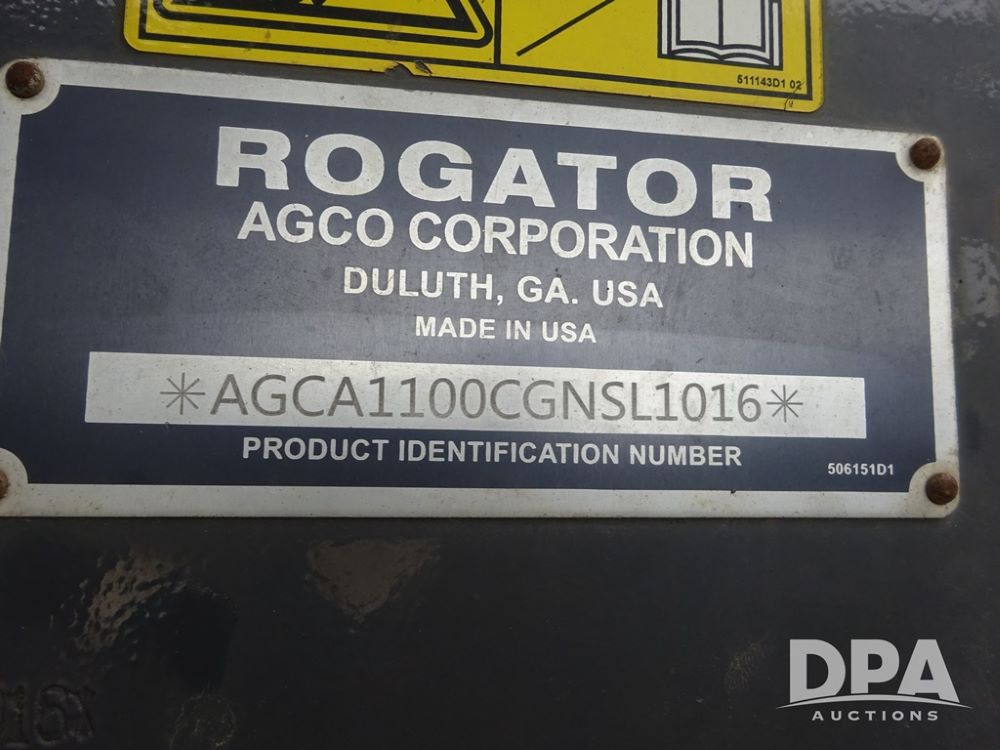 511143D1 02
ROGATOR
AGCO CORPORATION
DULUTH, GA. USA
MADE IN USA
*AGCA1100CGNSL1016*
PRODUCT IDENTIFICATION NUMBER
506151D1
DPA
AUCTIONS